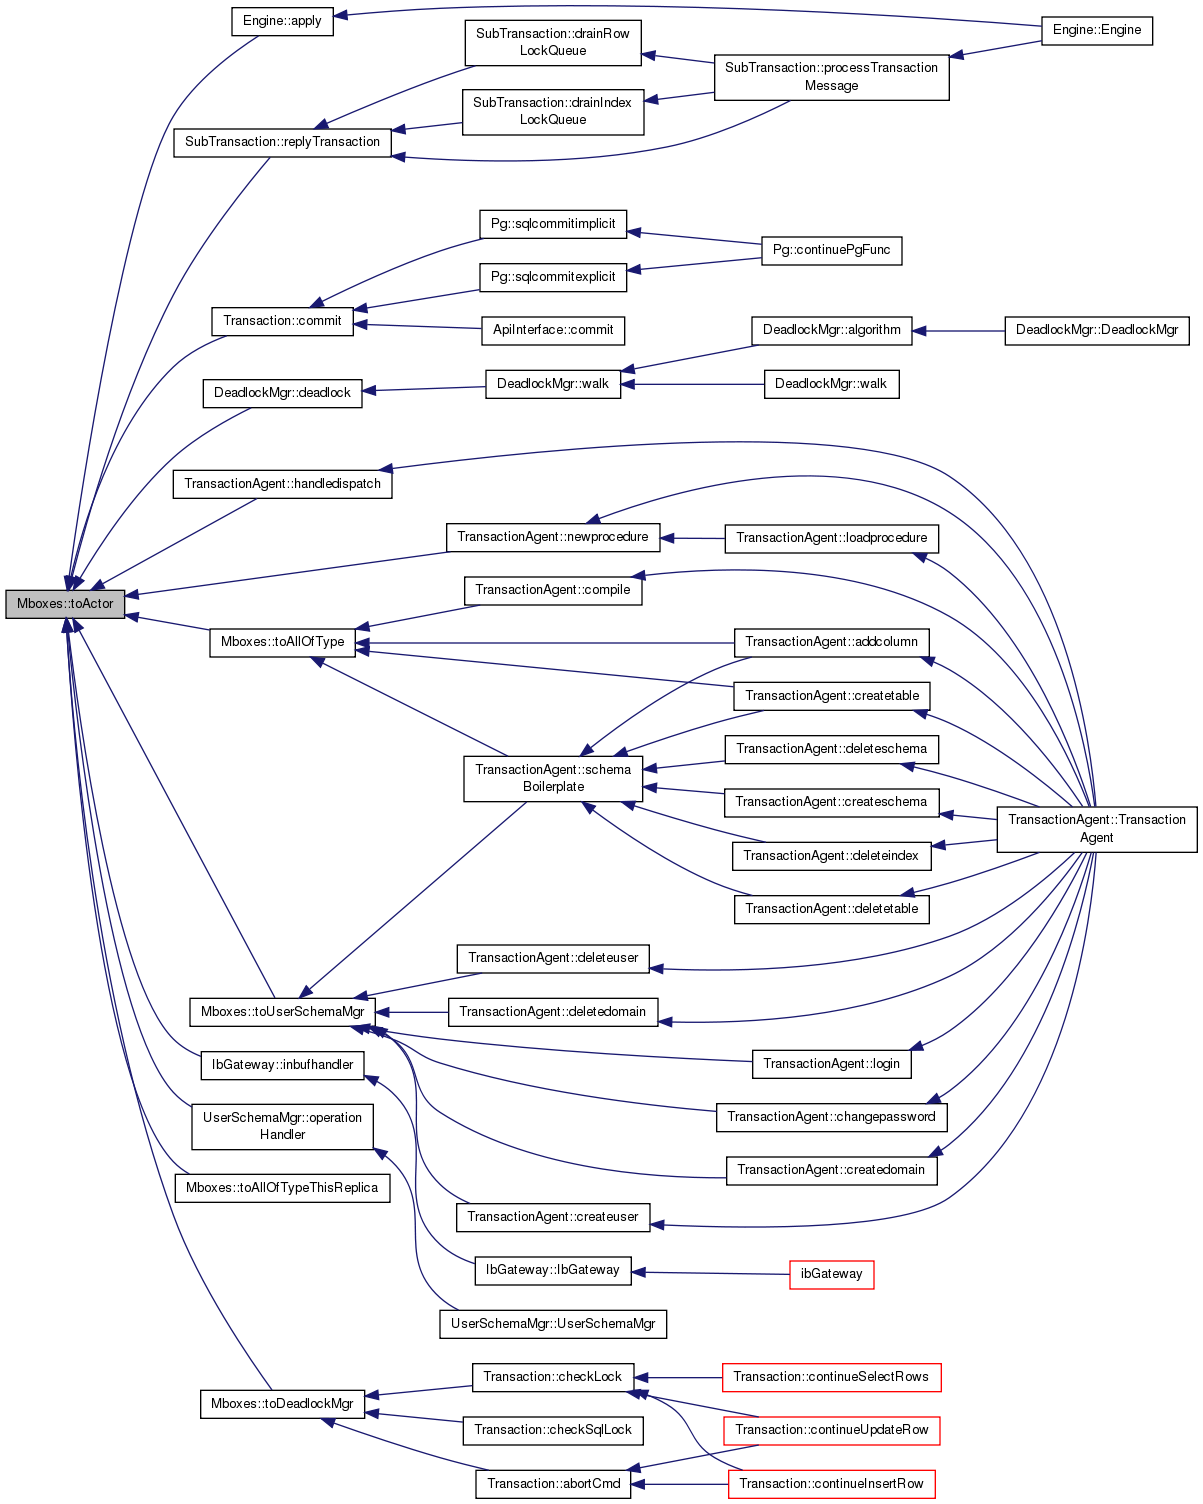 Engine::apply
Engine::Engine
SubTransaction::drainRow
LockQueue
SubTransaction::processTransaction
Message
SubTransaction::drainIndex
LockQueue
SubTransaction::replyTransaction
Pg::sqlcommitimplicit
Pg::continuePgFunc
Pg::sqlcommitexplicit
Transaction::commit
ApiInterface::commit
DeadlockMgr::algorithm
DeadlockMgr::DeadlockMgr
DeadlockMgr::deadlock
DeadlockMgr::walk
DeadlockMgr::walk
TransactionAgent::handledispatch
TransactionAgent::newprocedure
TransactionAgent::loadprocedure
TransactionAgent::compile
Mboxes::toActor
Mboxes::toAllOfType
TransactionAgent::addcolumn
TransactionAgent::createtable
TransactionAgent::schema
Boilerplate
TransactionAgent::deleteschema
TransactionAgent::createschema
TransactionAgent::Transaction
Agent
TransactionAgent::deleteindex
TransactionAgent::deletetable
TransactionAgent::deleteuser
Mboxes::toUserSchemaMgr
TransactionAgent::deletedomain
IbGateway::inbufhandler
TransactionAgent::login
UserSchemaMgr::operation
Handler
TransactionAgent::changepassword
Mboxes::toAllOfTypeThisReplica
TransactionAgent::createdomain
TransactionAgent::createuser
IbGateway::IbGateway
ibGateway
UserSchemaMgr::UserSchemaMgr
Transaction::checkLock
Transaction::continueSelectRows
Mboxes::toDeadlockMgr
Transaction::checkSqlLock
Transaction::continueUpdateRow
Transaction::abortCmd
Transaction::continueInsertRow